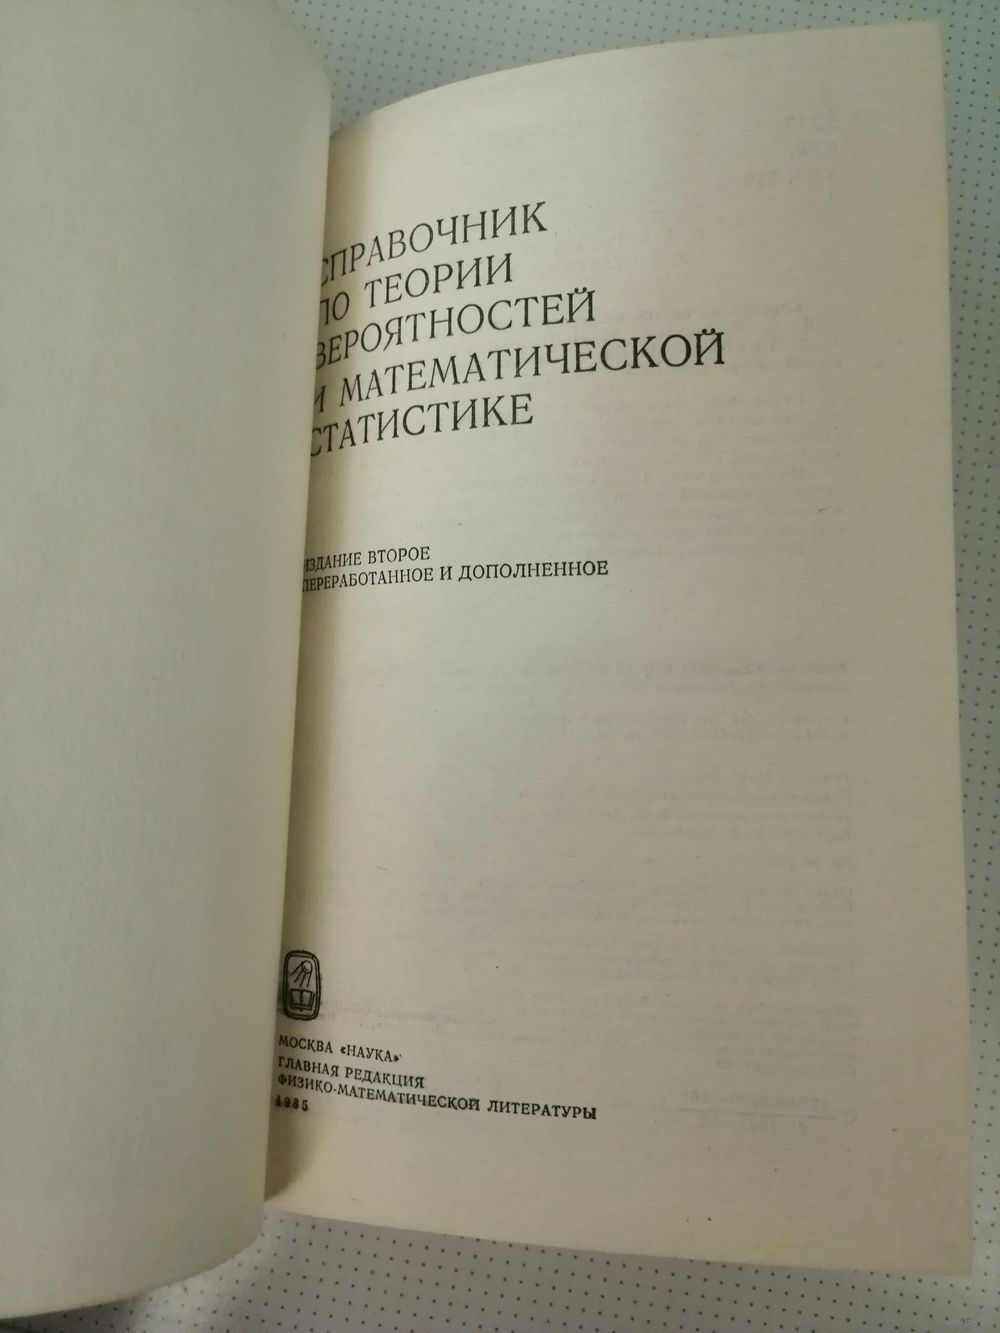 СПРАВОЧНИК
ПО ТЕОРИИ
ВЕРОЯТНОСТЕЙ
И МАТЕМАТИЧЕСКОЙ
СТАТИСТИКЕ
ИЗДАНИЕ ВТОРОЕ
ПЕРЕРАБОТАННОЕ И ДОПОЛНЕННОЕ
МОСКВА «НАУКА»
ГЛАВНАЯ РЕДАКЦИЯ
ФИЗИКО-МАТЕМАТИЧЕСКОЙ ЛИТЕРАТУРЫ
1985